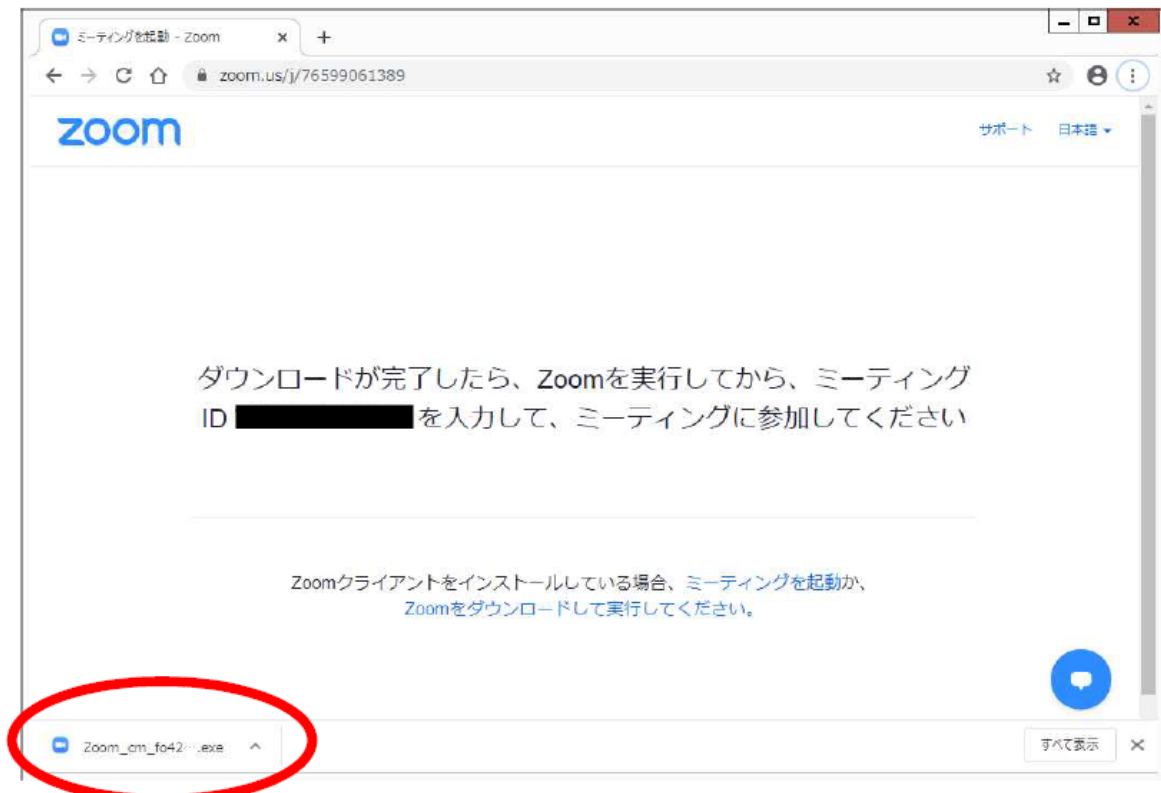 ミーティングを起動 - Zoom
zoom.us/j/76599061389
zoom
サポート 日本語
ダウンロードが完了したら、Zoomを実行してから、ミーティング
ID を入力して、ミーティングに参加してください
Zoomクライアントをインストールしている場合、ミーティングを起動か、
Zoomをダウンロードして実行してください。
Zoom_cm_fo42….exe すべて表示